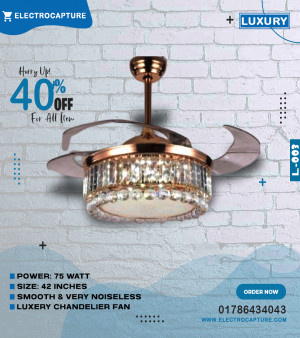 ELECTROCAPTURE
LUXURY
Hurry Up!
40% OFF
For All Item
L-003
POWER: 75 WATT
SIZE: 42 INCHES
SMOOTH & VERY NOISELESS
LUXERY CHANDELIER FAN
ORDER NOW
01786434043
WWW.ELECTROCAPTURE.COM